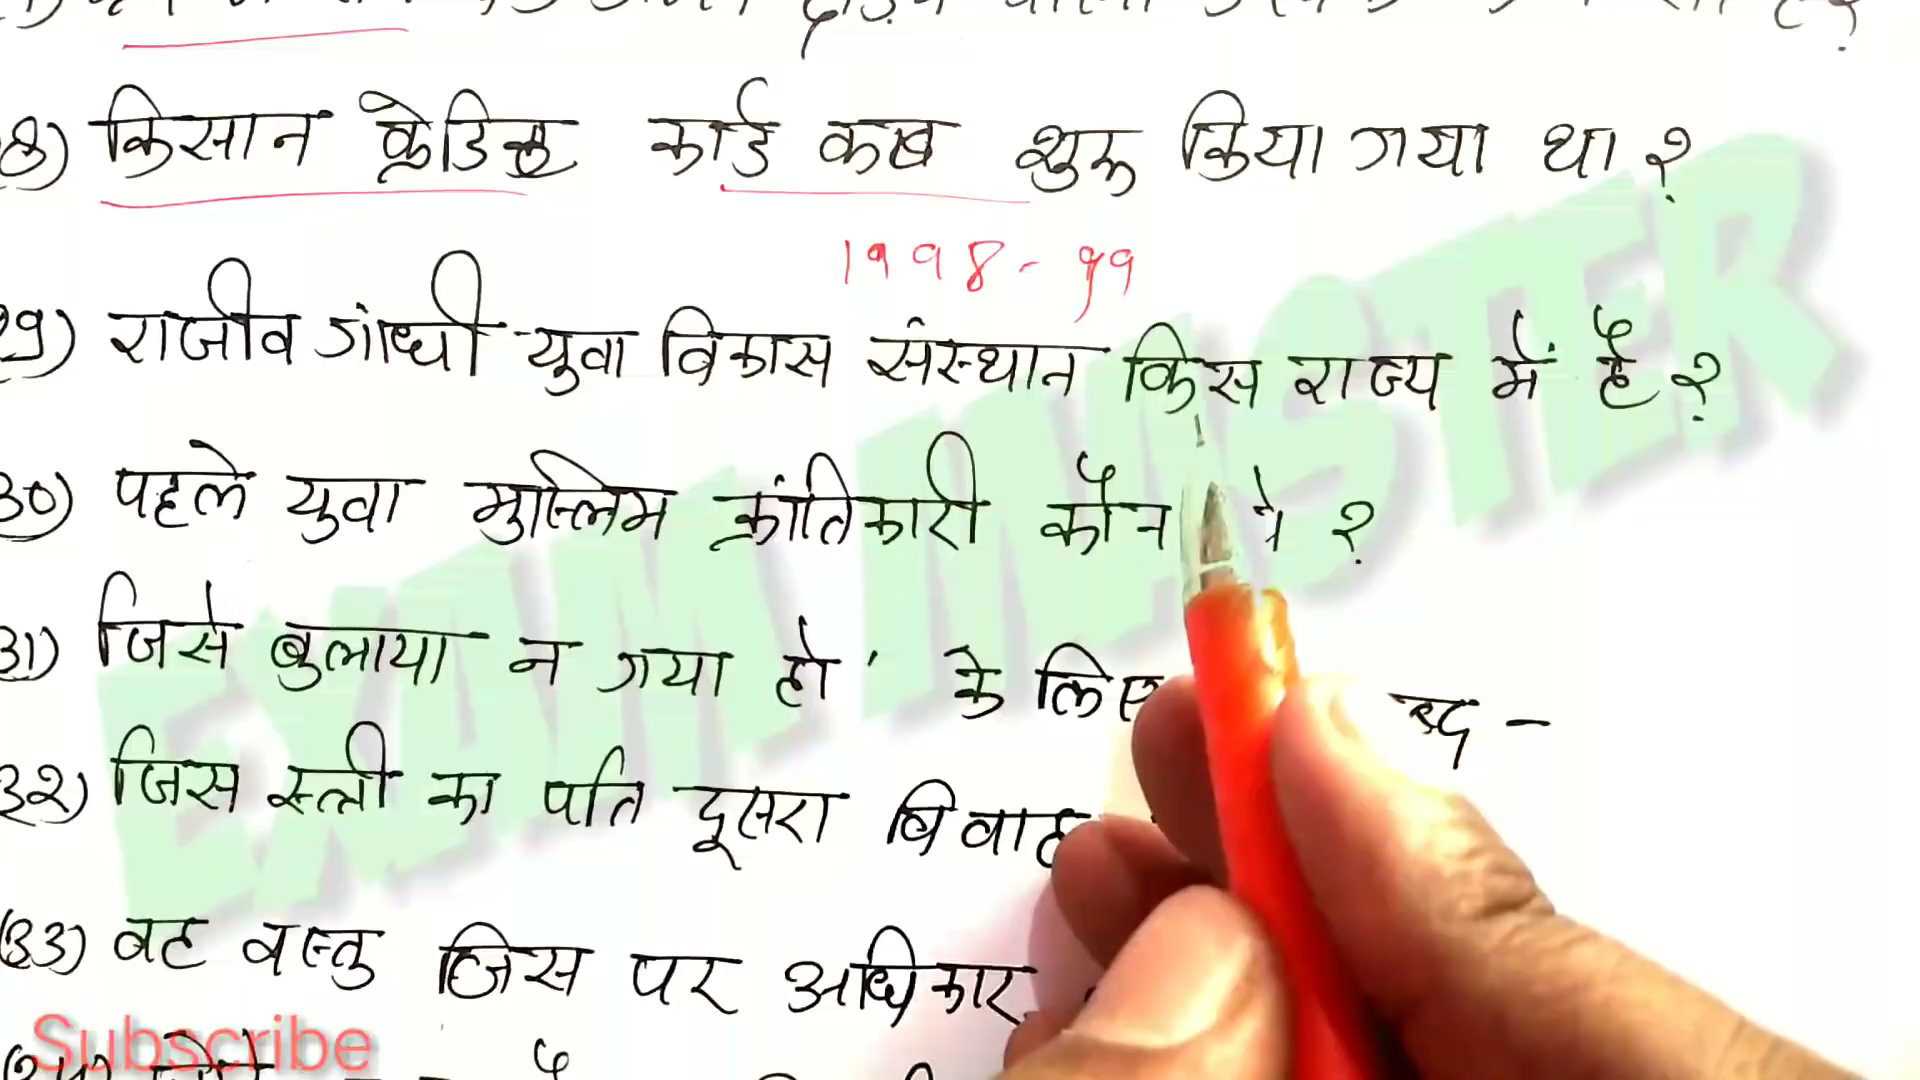 8) किसान क्रेडिट कार्ड कब शुरू किया गया था ?
1998-99
29) राजीव गांधी युवा विकास संस्थान किस राज्य में है ?
30) पहले युवा मुस्लिम क्रांतिकारी कौन ?
31) जिसे बुलाया न गया हो' के लिए ब्द -
32) जिस स्त्री का पति दूसरा विवाह
(33) वह वस्तु जिस पर अधिकार
Subscribe
EXAM MASTER